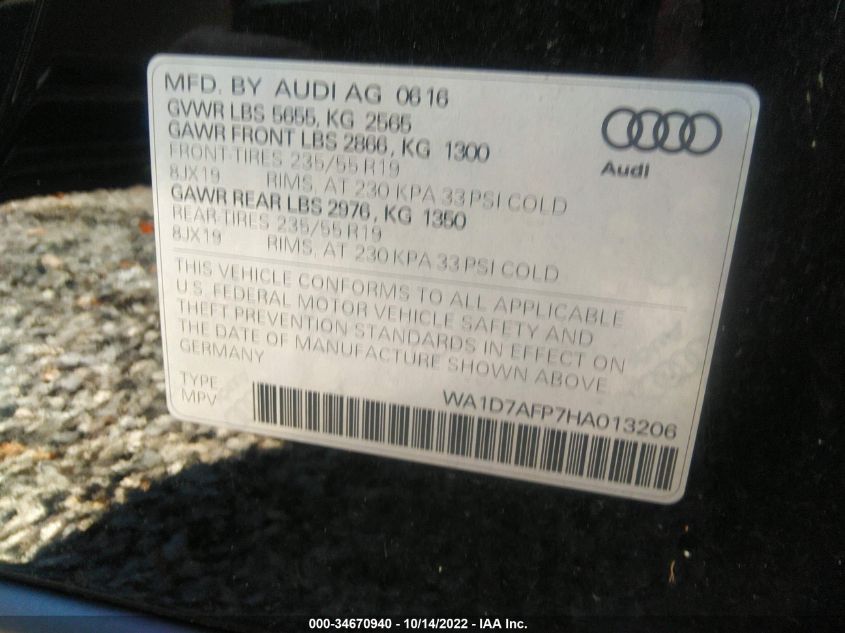 MFD. BY AUDI AG 0616
GVWR LBS 5655, KG 2565
GAWR FRONT LBS 2866, KG 1300
FRONT-TIRES 235/55 R19
8JX19 RIMS, AT 230 KPA 33 PSI COLD
GAWR REAR LBS 2976, KG 1350
REAR-TIRES 235/55 R19
8JX19 RIMS, AT 230 KPA 33 PSI COLD
Audi
THIS VEHICLE CONFORMS TO ALL APPLICABLE
U.S. FEDERAL MOTOR VEHICLE SAFETY AND
THEFT PREVENTION STANDARDS IN EFFECT ON
THE DATE OF MANUFACTURE SHOWN ABOVE
GERMANY
TYPE
MPV
WA1D7AFP7HA013206
000-34670940 - 10/14/2022 - IAA Inc.